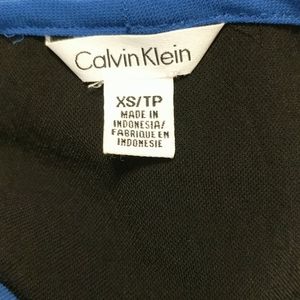 Calvin Klein
XS/TP
MADE IN
INDONESIA/
FABRIQUE EN
INDONESIE